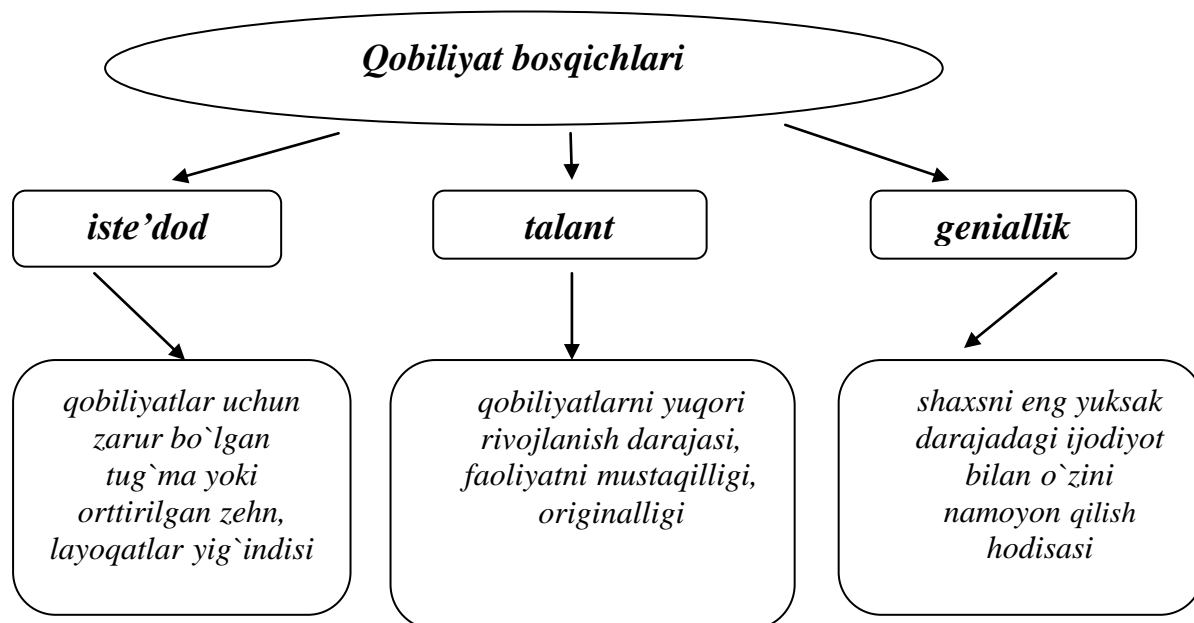 Qobiliyat bosqichlari
iste’dod
talant
geniallik
qobiliyatlar uchun
zarur bo`lgan
tug`ma yoki
orttirilgan zehn,
layoqatlar yig`indisi
qobiliyatlarni yuqori
rivojlanish darajasi,
faoliyatni mustaqilligi,
originalligi
shaxsni eng yuksak
darajadagi ijodiyot
bilan o`zini
namoyon qilish
hodisasi